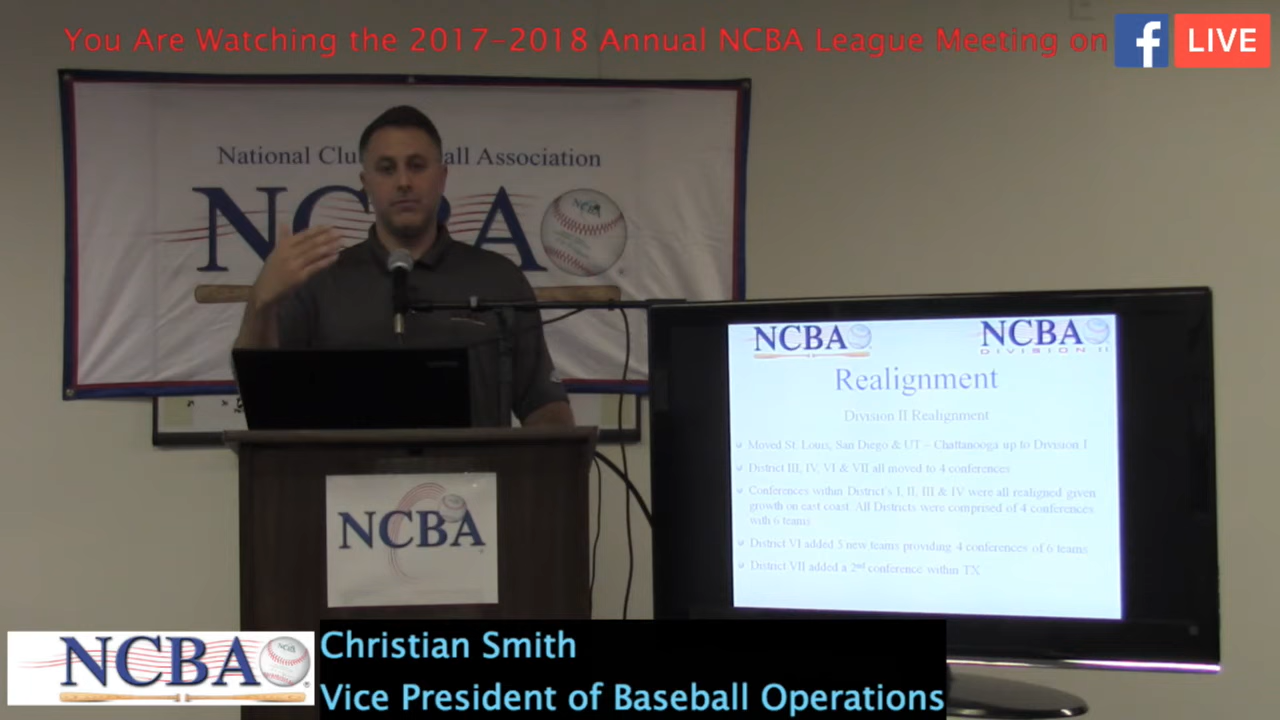 You Are Watching the 2017-2018 Annual NCBA League Meeting on f LIVE
National Clu all Association
NCBA
NCBA
NCBA
NCBA
DIVISION II
Realignment
Division II Realignment
Moved St. Louis, San Diego & UT – Chattanooga up to Division I
District III, IV, VI & VII all moved to 4 conferences
Conferences within District's I, II, III & IV were all realigned given
growth on east coast. All Districts were comprised of 4 conferences
with 6 teams
District VI added 5 new teams providing 4 conferences of 6 teams
District VII added a 2nd conference within TX
NCBA
Christian Smith
Vice President of Baseball Operations